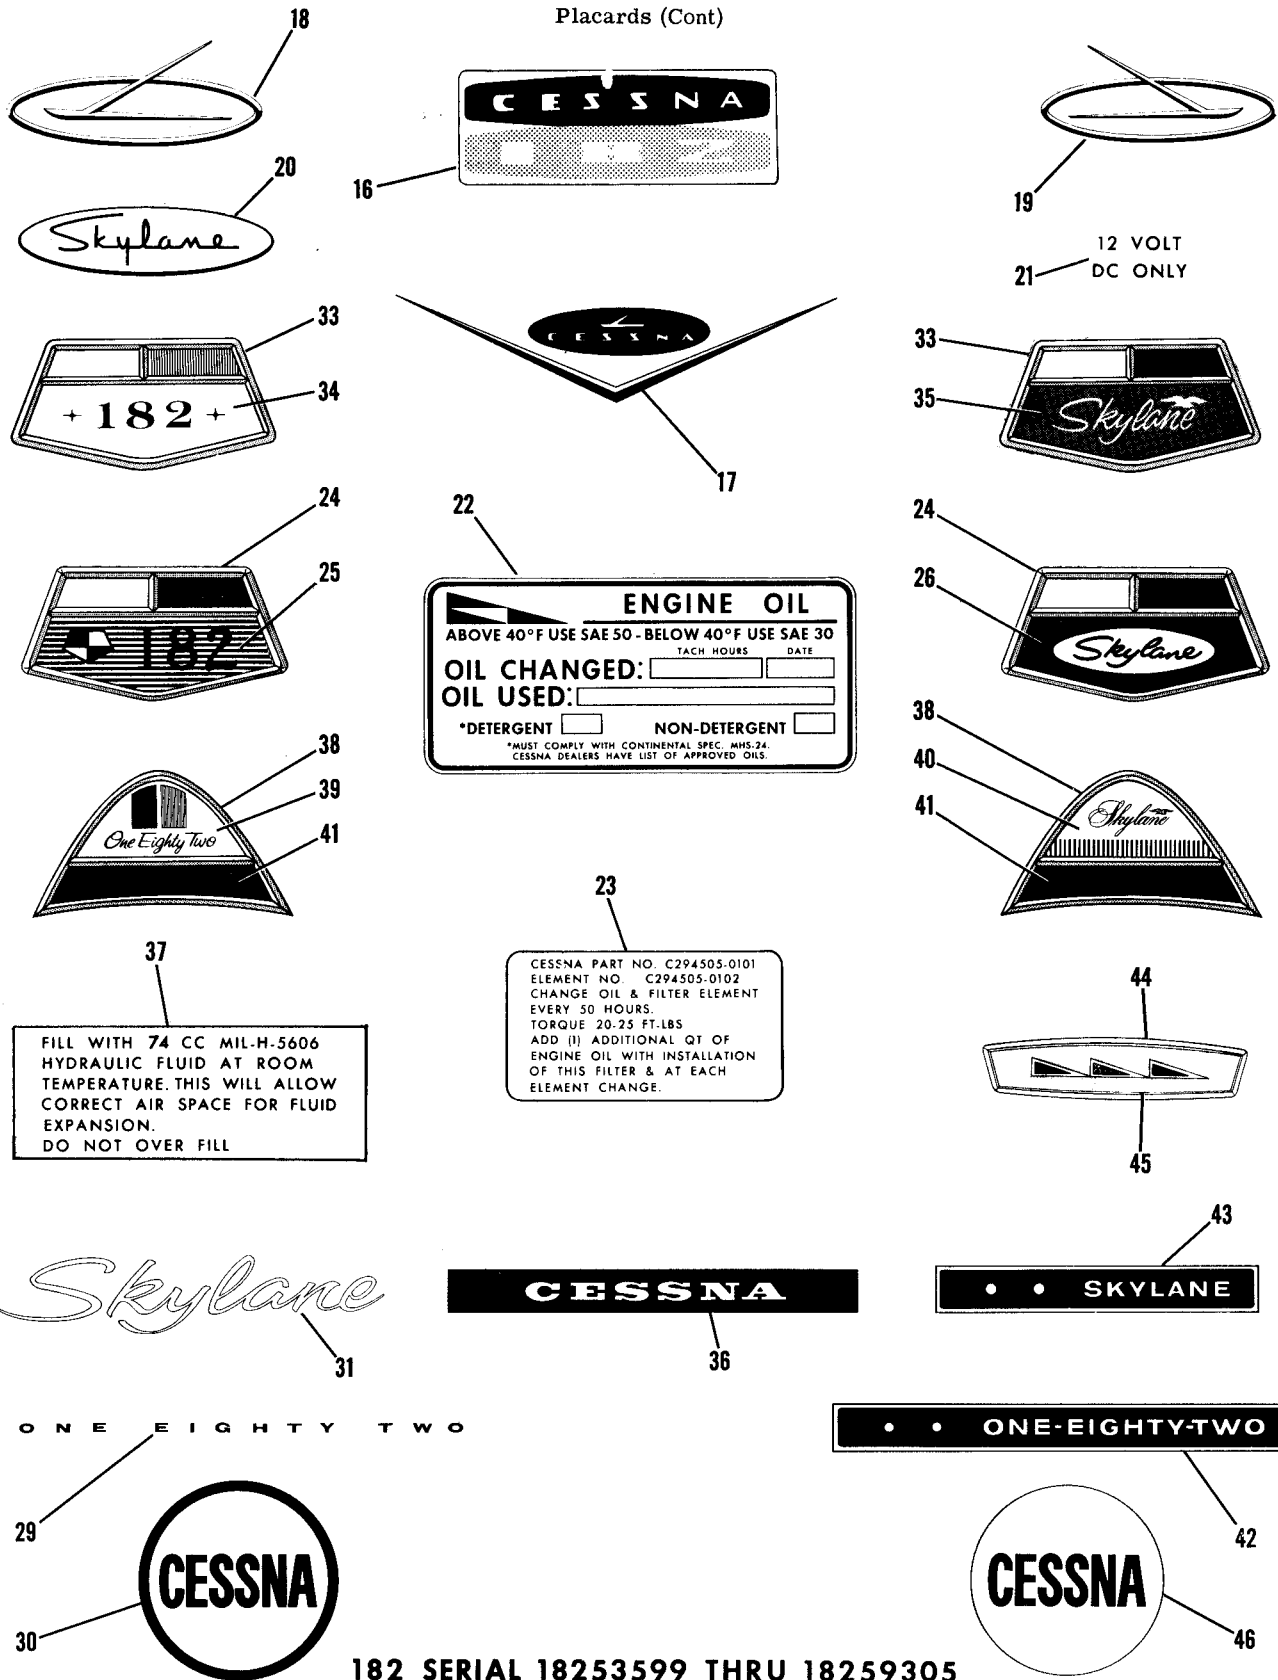 Placards (Cont)
18
CESSNA
182
16
19
20
Skylane
21
12 VOLT
DC ONLY
CESSNA
17
33
34
182
33
35
Skylane
24
25
182
22
ENGINE OIL
ABOVE 40°F USE SAE 50 - BELOW 40°F USE SAE 30
TACH HOURS DATE
OIL CHANGED:
OIL USED:
*DETERGENT NON-DETERGENT
*MUST COMPLY WITH CONTINENTAL SPEC. MHS-24.
CESSNA DEALERS HAVE LIST OF APPROVED OILS.
24
26
Skylane
38
39
41
One Eighty Two
38
40
41
Skylane
23
CESSNA PART NO. C294505-0101
ELEMENT NO. C294505-0102
CHANGE OIL & FILTER ELEMENT
EVERY 50 HOURS.
TORQUE 20-25 FT-LBS
ADD (1) ADDITIONAL QT OF
ENGINE OIL WITH INSTALLATION
OF THIS FILTER & AT EACH
ELEMENT CHANGE.
37
FILL WITH 74 CC MIL-H-5606
HYDRAULIC FLUID AT ROOM
TEMPERATURE. THIS WILL ALLOW
CORRECT AIR SPACE FOR FLUID
EXPANSION.
DO NOT OVER FILL
44
45
Skylane
31
CESSNA
36
43
SKYLANE
ONE EIGHTY TWO
29
ONE-EIGHTY-TWO
42
CESSNA
30
CESSNA
46
182 SERIAL 18253599 THRU 18259305